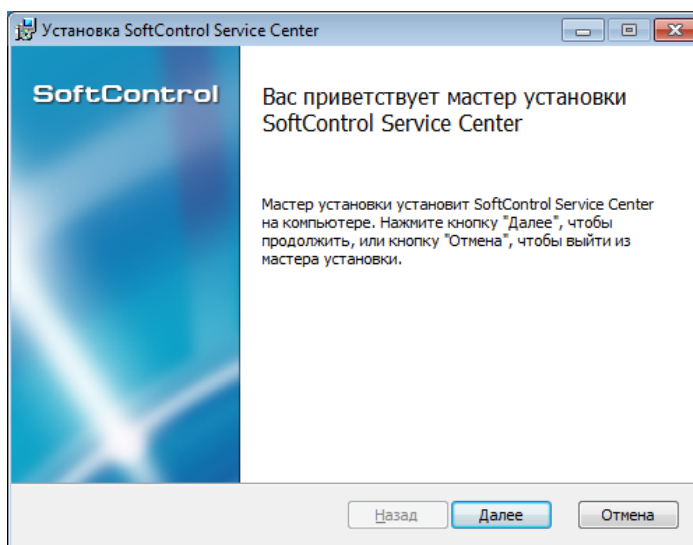 Установка SoftControl Service Center
SoftControl
Вас приветствует мастер установки
SoftControl Service Center
Мастер установки установит SoftControl Service Center
на компьютере. Нажмите кнопку "Далее", чтобы
продолжить, или кнопку "Отмена", чтобы выйти из
мастера установки.
Назад
Далее
Отмена